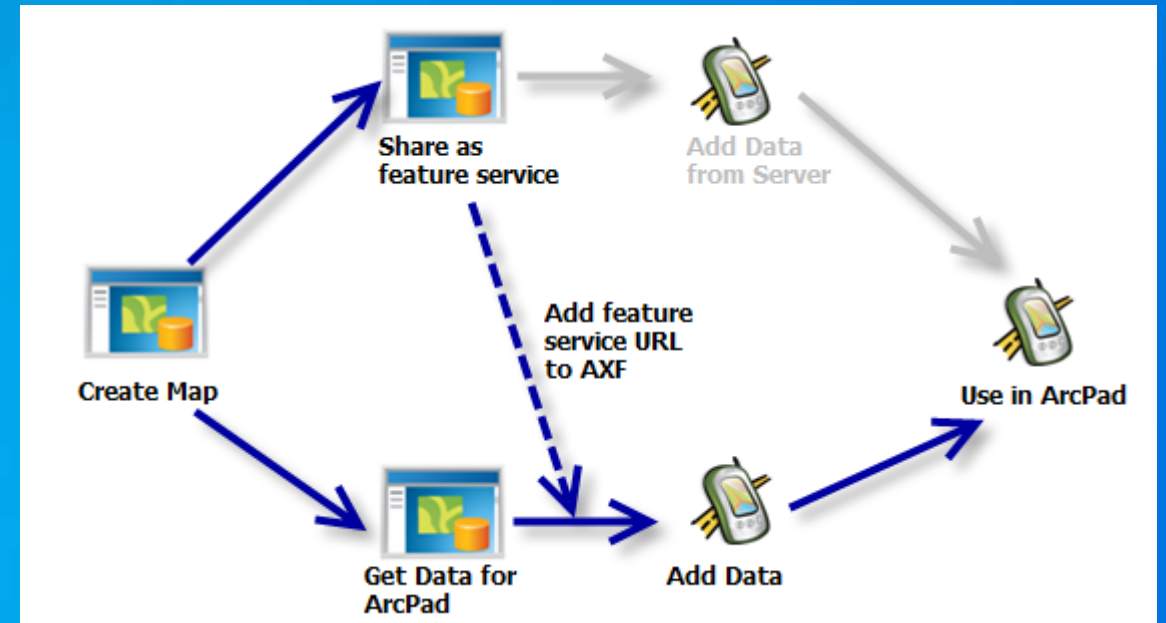 Share as
feature service
Add Data
from Server
Add feature
service URL
to AXF
Create Map
Use in ArcPad
Get Data for
ArcPad
Add Data